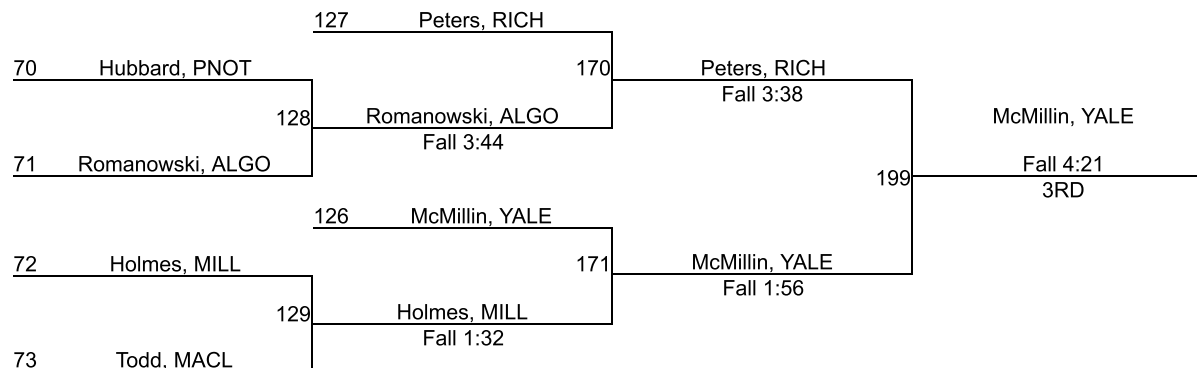 127 Peters, RICH
70 Hubbard, PNOT
170 Peters, RICH
Fall 3:38
128 Romanowski, ALGO
Fall 3:44
McMillin, YALE
71 Romanowski, ALGO
199 Fall 4:21
3RD
126 McMillin, YALE
72 Holmes, MILL
171 McMillin, YALE
Fall 1:56
129 Holmes, MILL
Fall 1:32
73 Todd, MACL